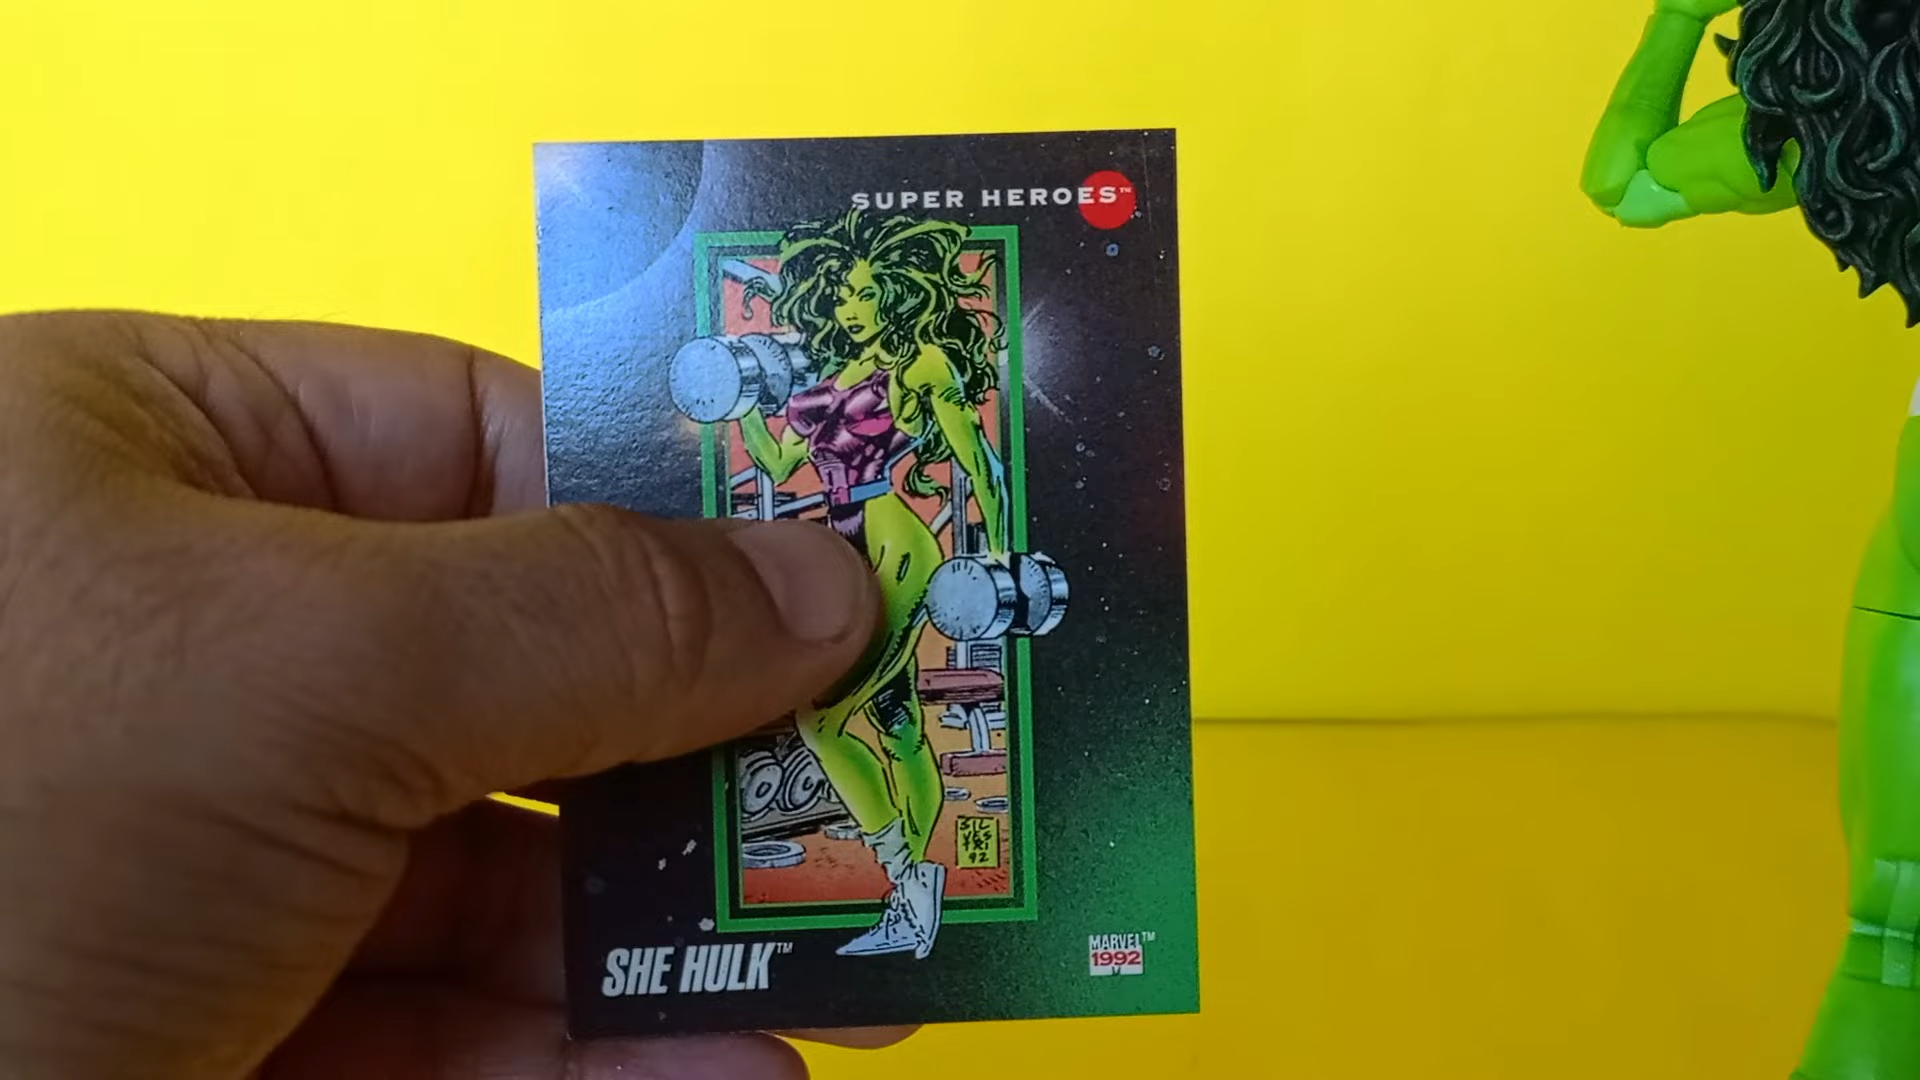 SUPER HEROES™
SIL
VES
TRI
92
SHE HULK™
MARVEL™
1992